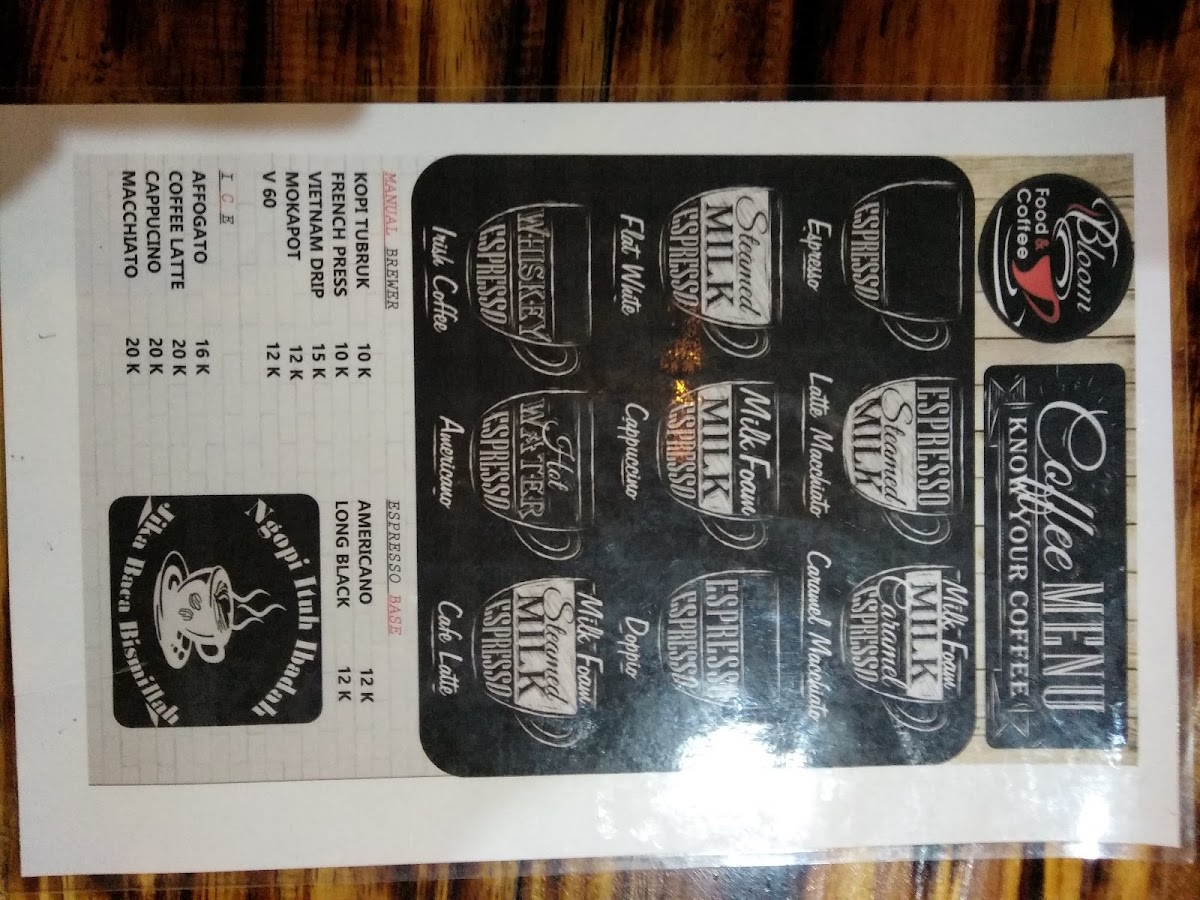 Bloom
Food &
Coffee
Coffee MENU
KNOW YOUR COFFEE
ESPRESSO
Espresso
ESPRESSO
Steamed
MILK
Latte Macchiato
Milk Foam
MILK
Caramel
ESPRESSO
Caramel Macchiato
Steamed
MILK
ESPRESSO
Flat Waite
Milk Foam
MILK
ESPRESSO
Cappuccino
ESPRESSO
ESPRESSO
Doppio
WHISKEY
ESPRESSO
Irish Coffee
Hot
WATER
ESPRESSO
Americano
Milk Foam
Steamed
MILK
ESPRESSO
Cafe Latte
MANUAL BREWER
KOPI TUBRUK 10 K
FRENCH PRESS 10 K
VIETNAM DRIP 15 K
MOKAPOT 12 K
V 60 12 K
I C E
AFFOGATO 16 K
COFFEE LATTE 20 K
CAPPUCINO 20 K
MACCHIATO 20 K
ESPRESSO BASE
AMERICANO 12 K
LONG BLACK 12 K
Ngopi Ituh Ibadah
Jika Baca Bismillah